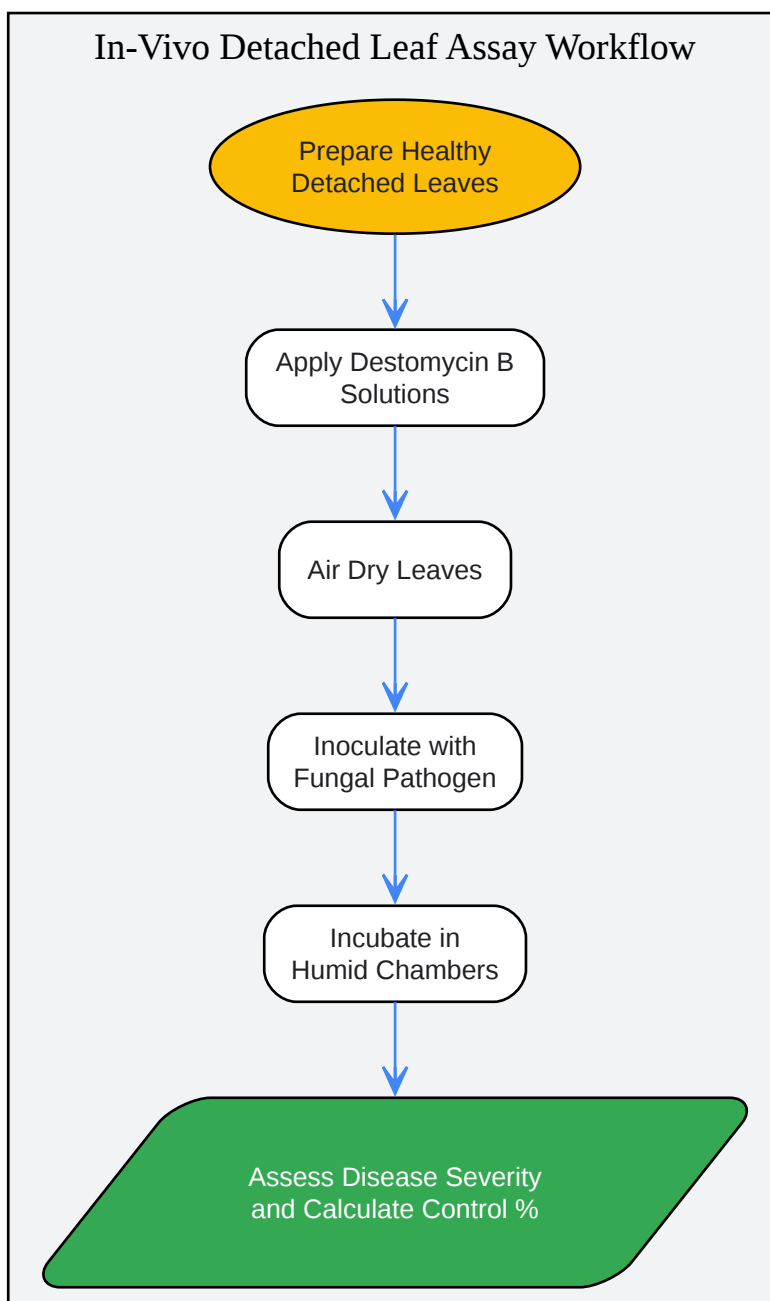 In-Vivo Detached Leaf Assay Workflow
Prepare Healthy
Detached Leaves
Apply Destomycin B
Solutions
Air Dry Leaves
Inoculate with
Fungal Pathogen
Incubate in
Humid Chambers
Assess Disease Severity
and Calculate Control %